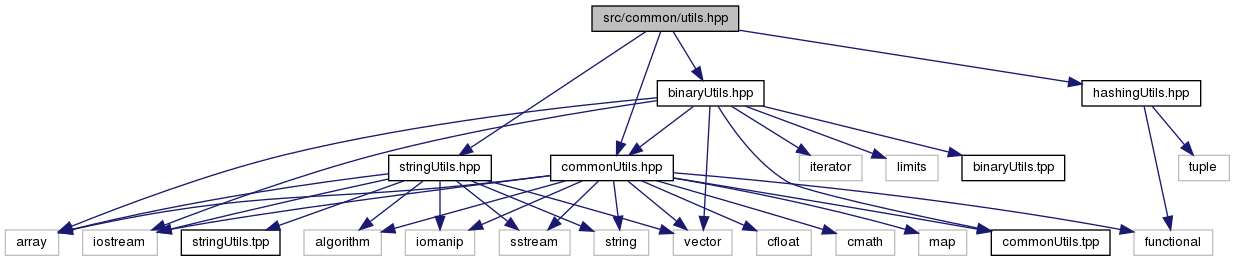 src/common/utils.hpp
binaryUtils.hpp
hashingUtils.hpp
stringUtils.hpp
commonUtils.hpp
iterator
limits
binaryUtils.tpp
tuple
array
iostream
stringUtils.tpp
algorithm
iomanip
sstream
string
vector
cfloat
cmath
map
commonUtils.tpp
functional